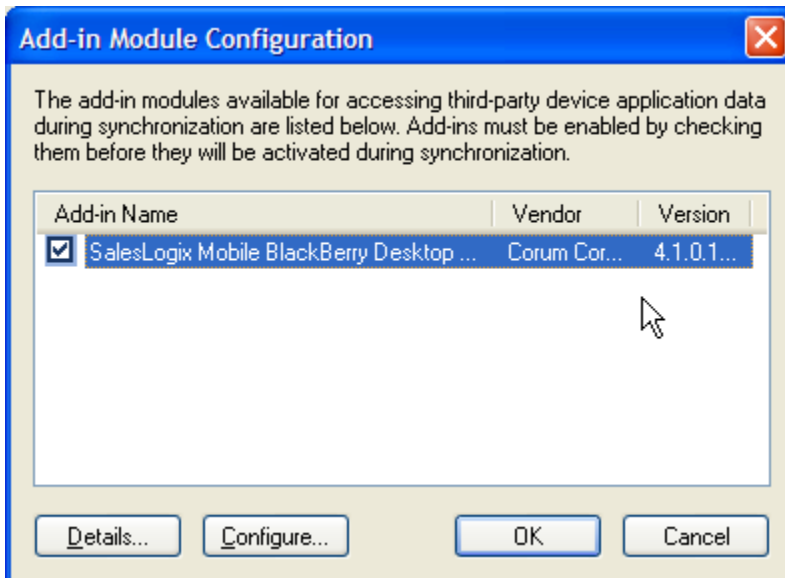 Add-in Module Configuration
The add-in modules available for accessing third-party device application data
during synchronization are listed below. Add-ins must be enabled by checking
them before they will be activated during synchronization.
Add-in Name Vendor Version
SalesLogix Mobile BlackBerry Desktop ... Corum Cor... 4.1.0.1...
Details... Configure... OK Cancel